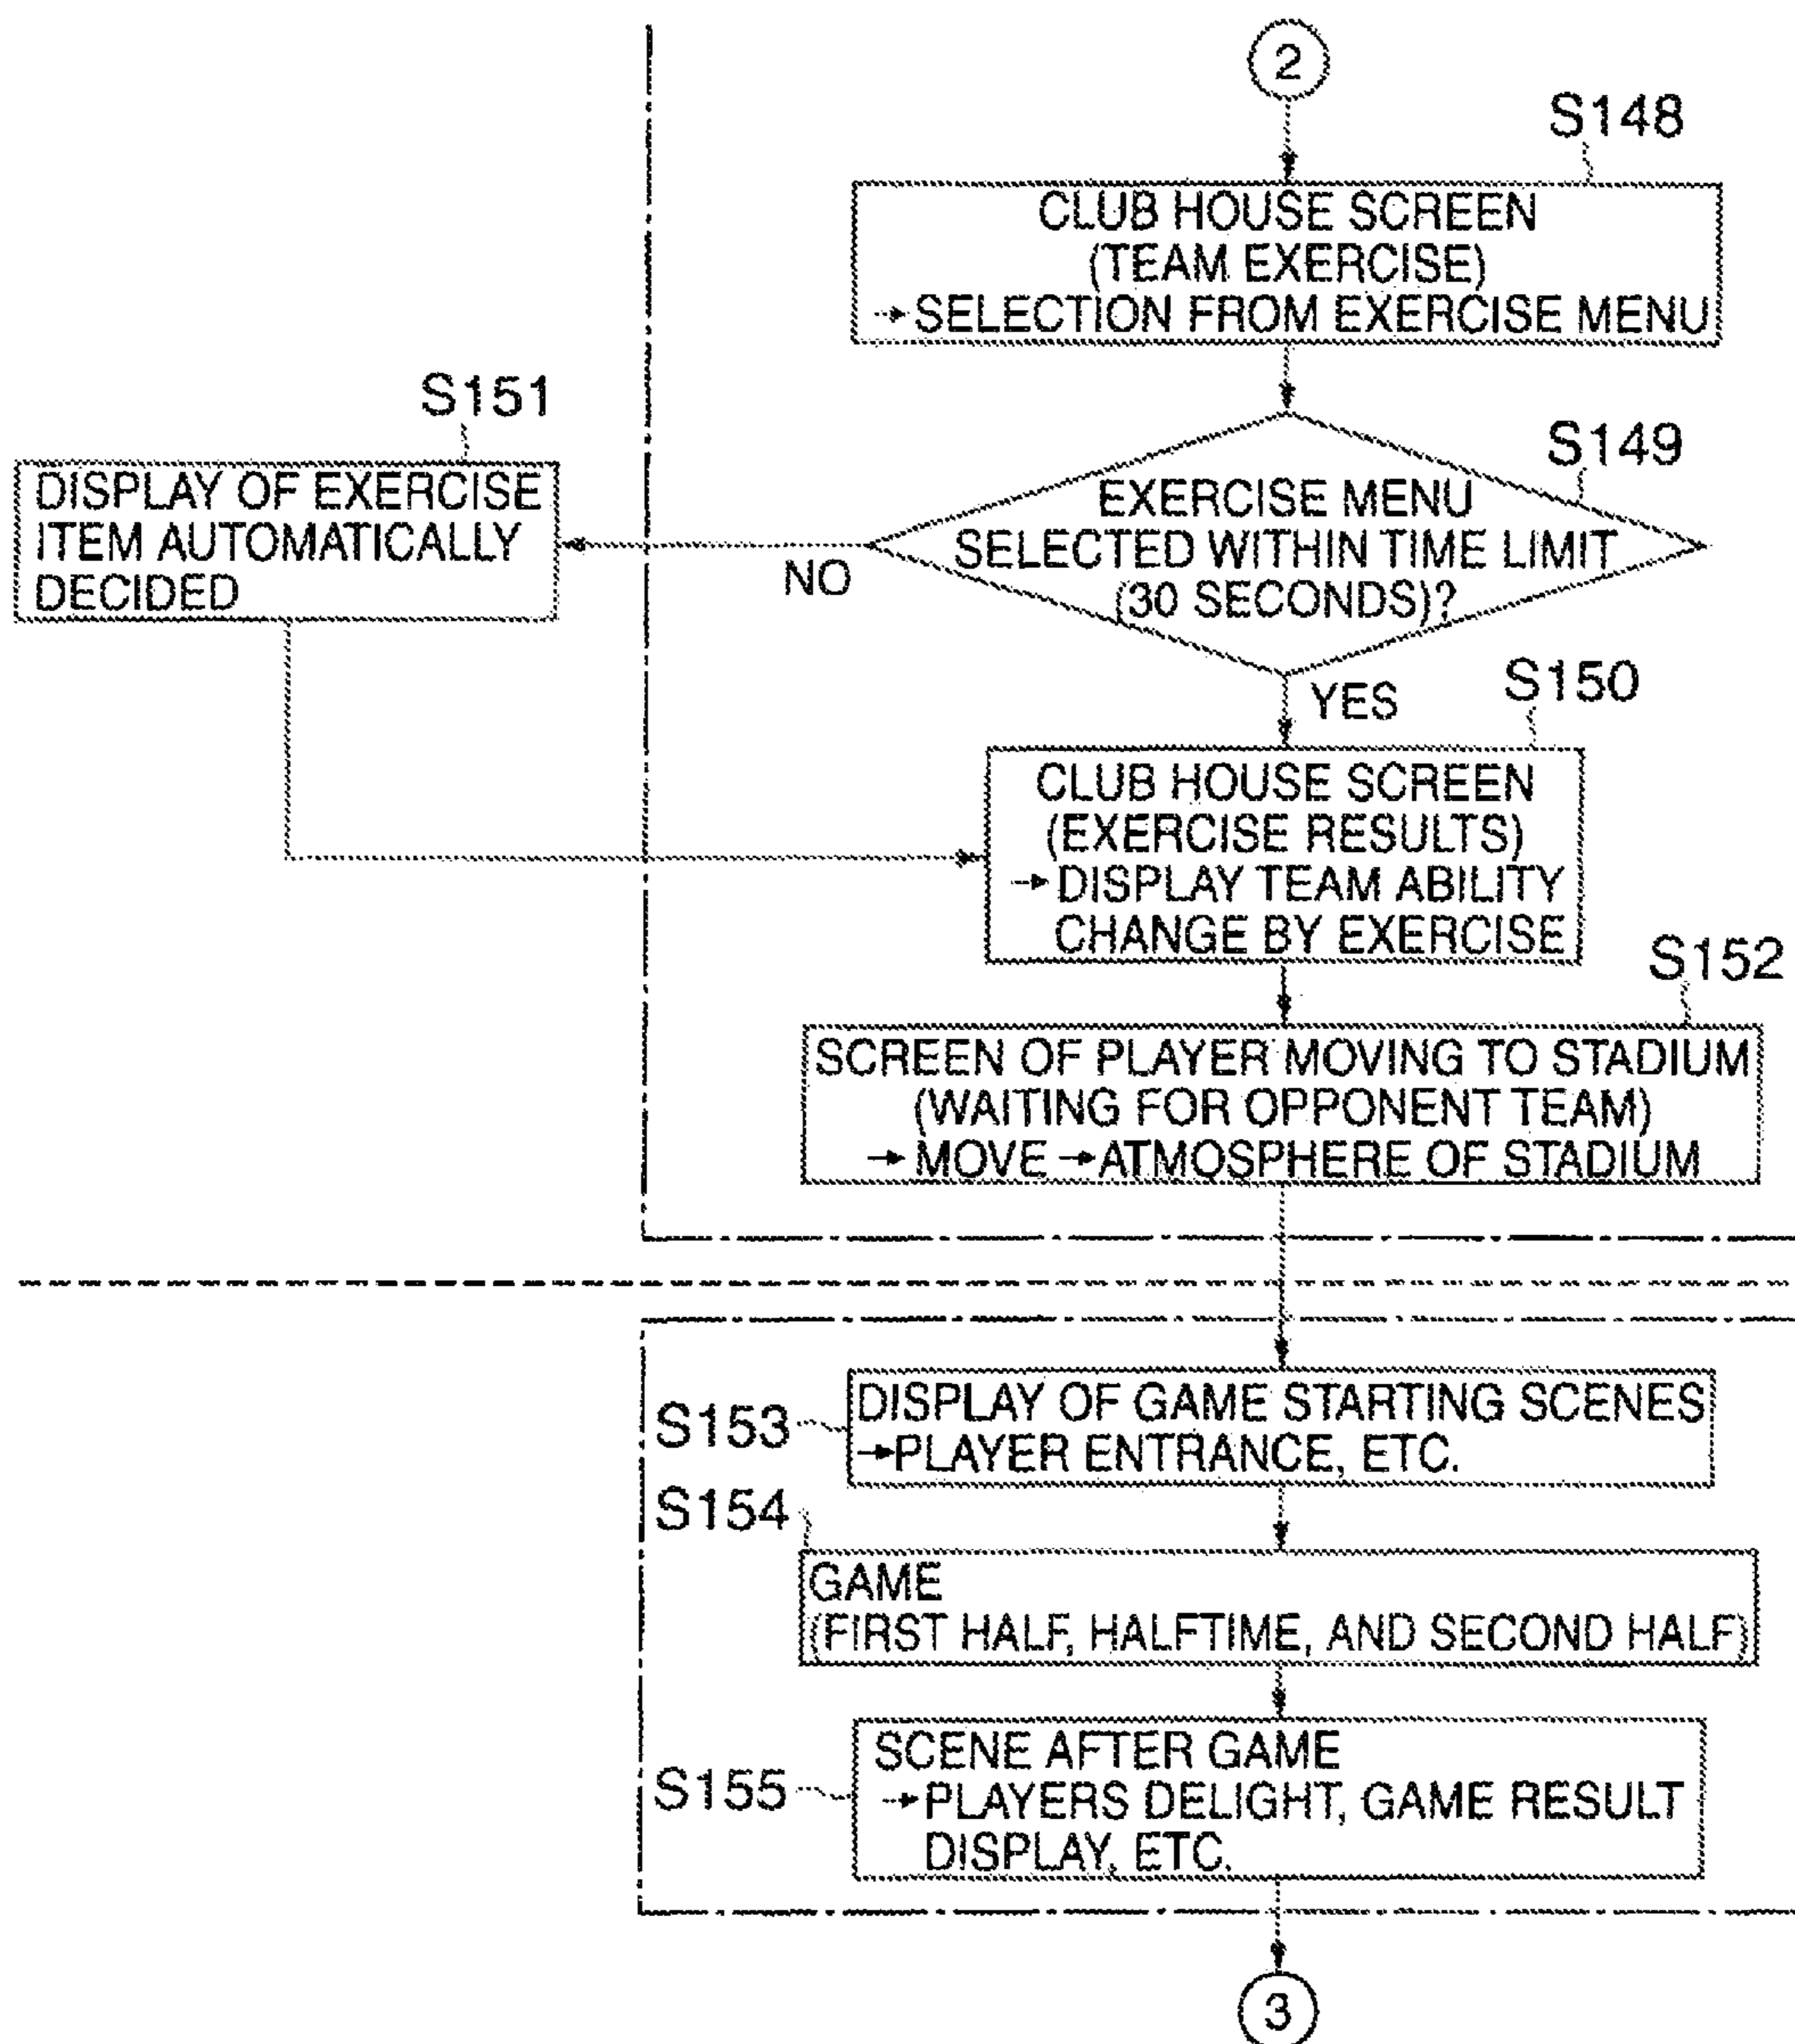 2
S148
CLUB HOUSE SCREEN
(TEAM EXERCISE)
→SELECTION FROM EXERCISE MENU
S149
EXERCISE MENU
SELECTED WITHIN TIME LIMIT
(30 SECONDS)?
NO
S151
DISPLAY OF EXERCISE
ITEM AUTOMATICALLY
DECIDED
YES
S150
CLUB HOUSE SCREEN
(EXERCISE RESULTS)
→DISPLAY TEAM ABILITY
CHANGE BY EXERCISE
S152
SCREEN OF PLAYER MOVING TO STADIUM
(WAITING FOR OPPONENT TEAM)
→MOVE→ATMOSPHERE OF STADIUM
S153
DISPLAY OF GAME STARTING SCENES
→PLAYER ENTRANCE, ETC.
S154
GAME
(FIRST HALF, HALFTIME, AND SECOND HALF)
S155
SCENE AFTER GAME
→PLAYERS DELIGHT, GAME RESULT
DISPLAY, ETC.
3